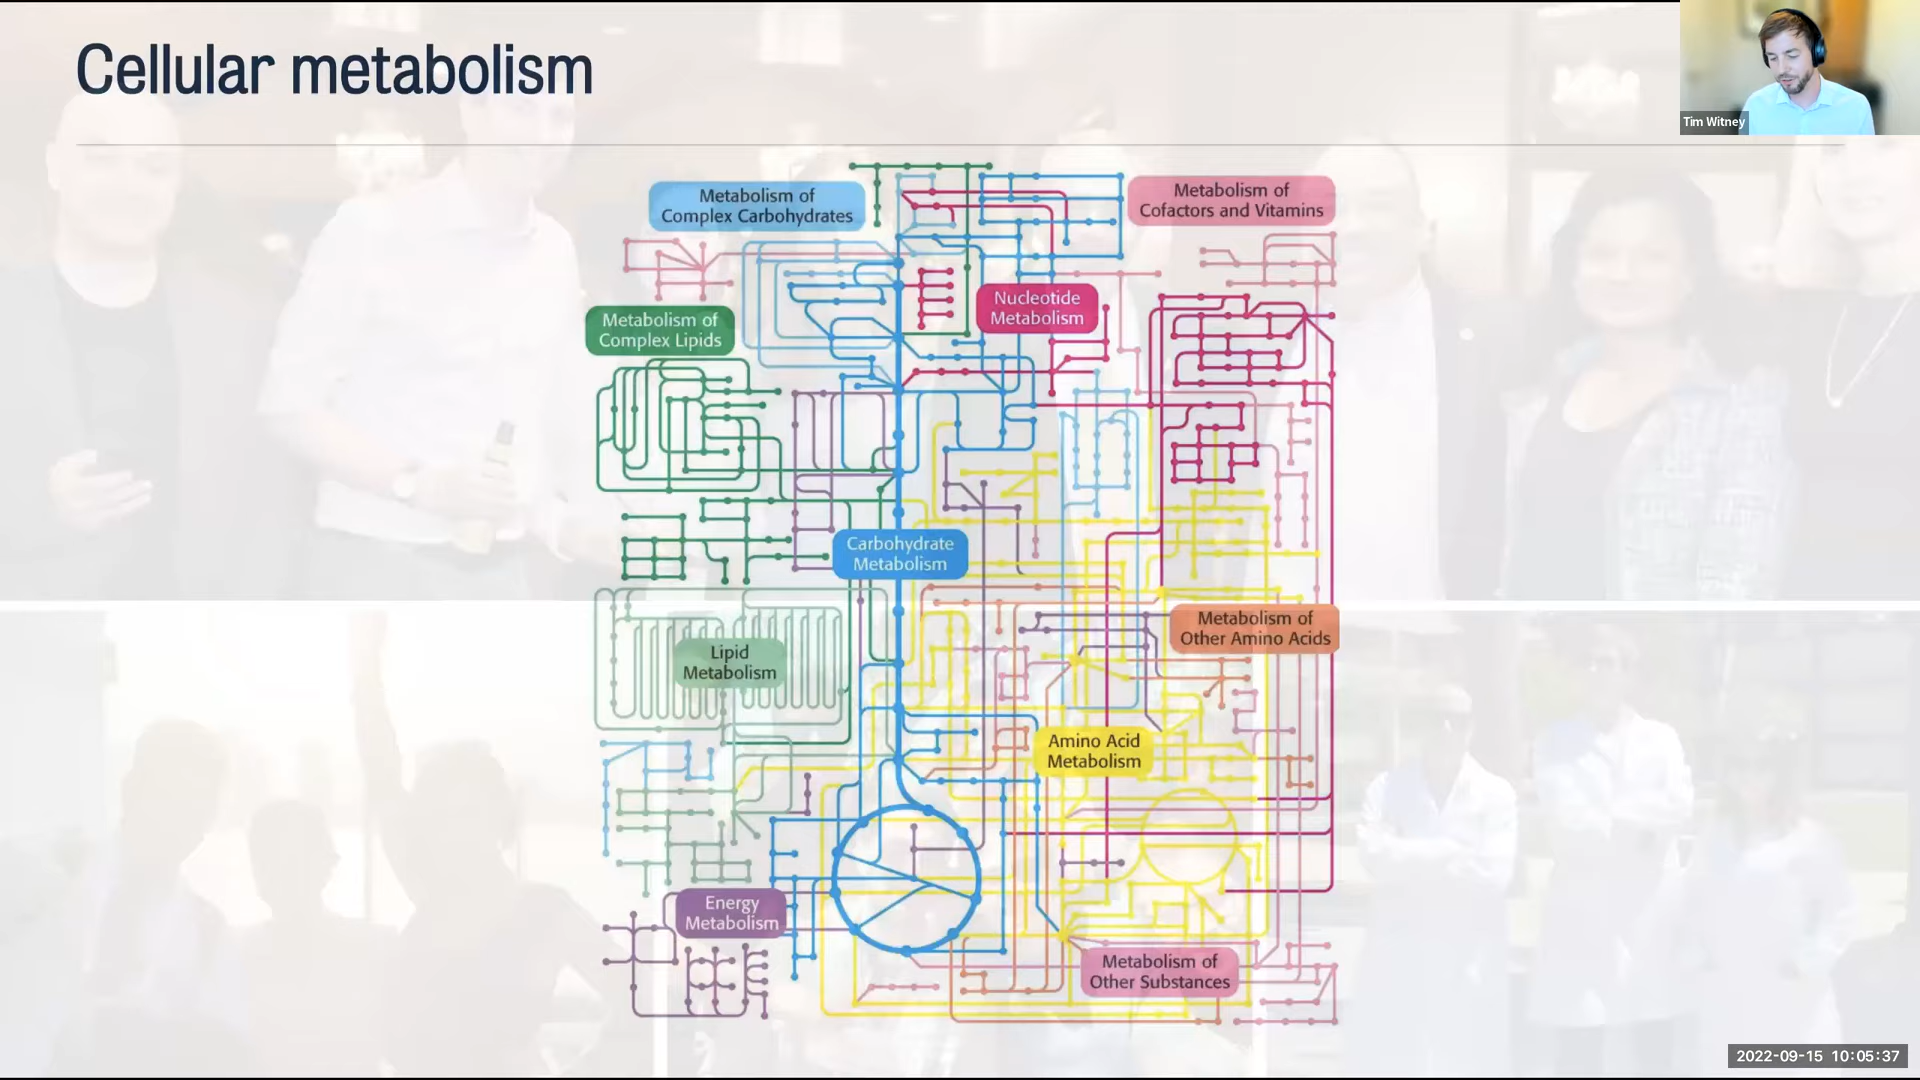 Cellular metabolism
Tim Witney
Metabolism of
Complex Carbohydrates
Metabolism of
Cofactors and Vitamins
Nucleotide
Metabolism
Metabolism of
Complex Lipids
Carbohydrate
Metabolism
Metabolism of
Other Amino Acids
Lipid
Metabolism
Amino Acid
Metabolism
Energy
Metabolism
Metabolism of
Other Substances
2022-09-15 10:05:37